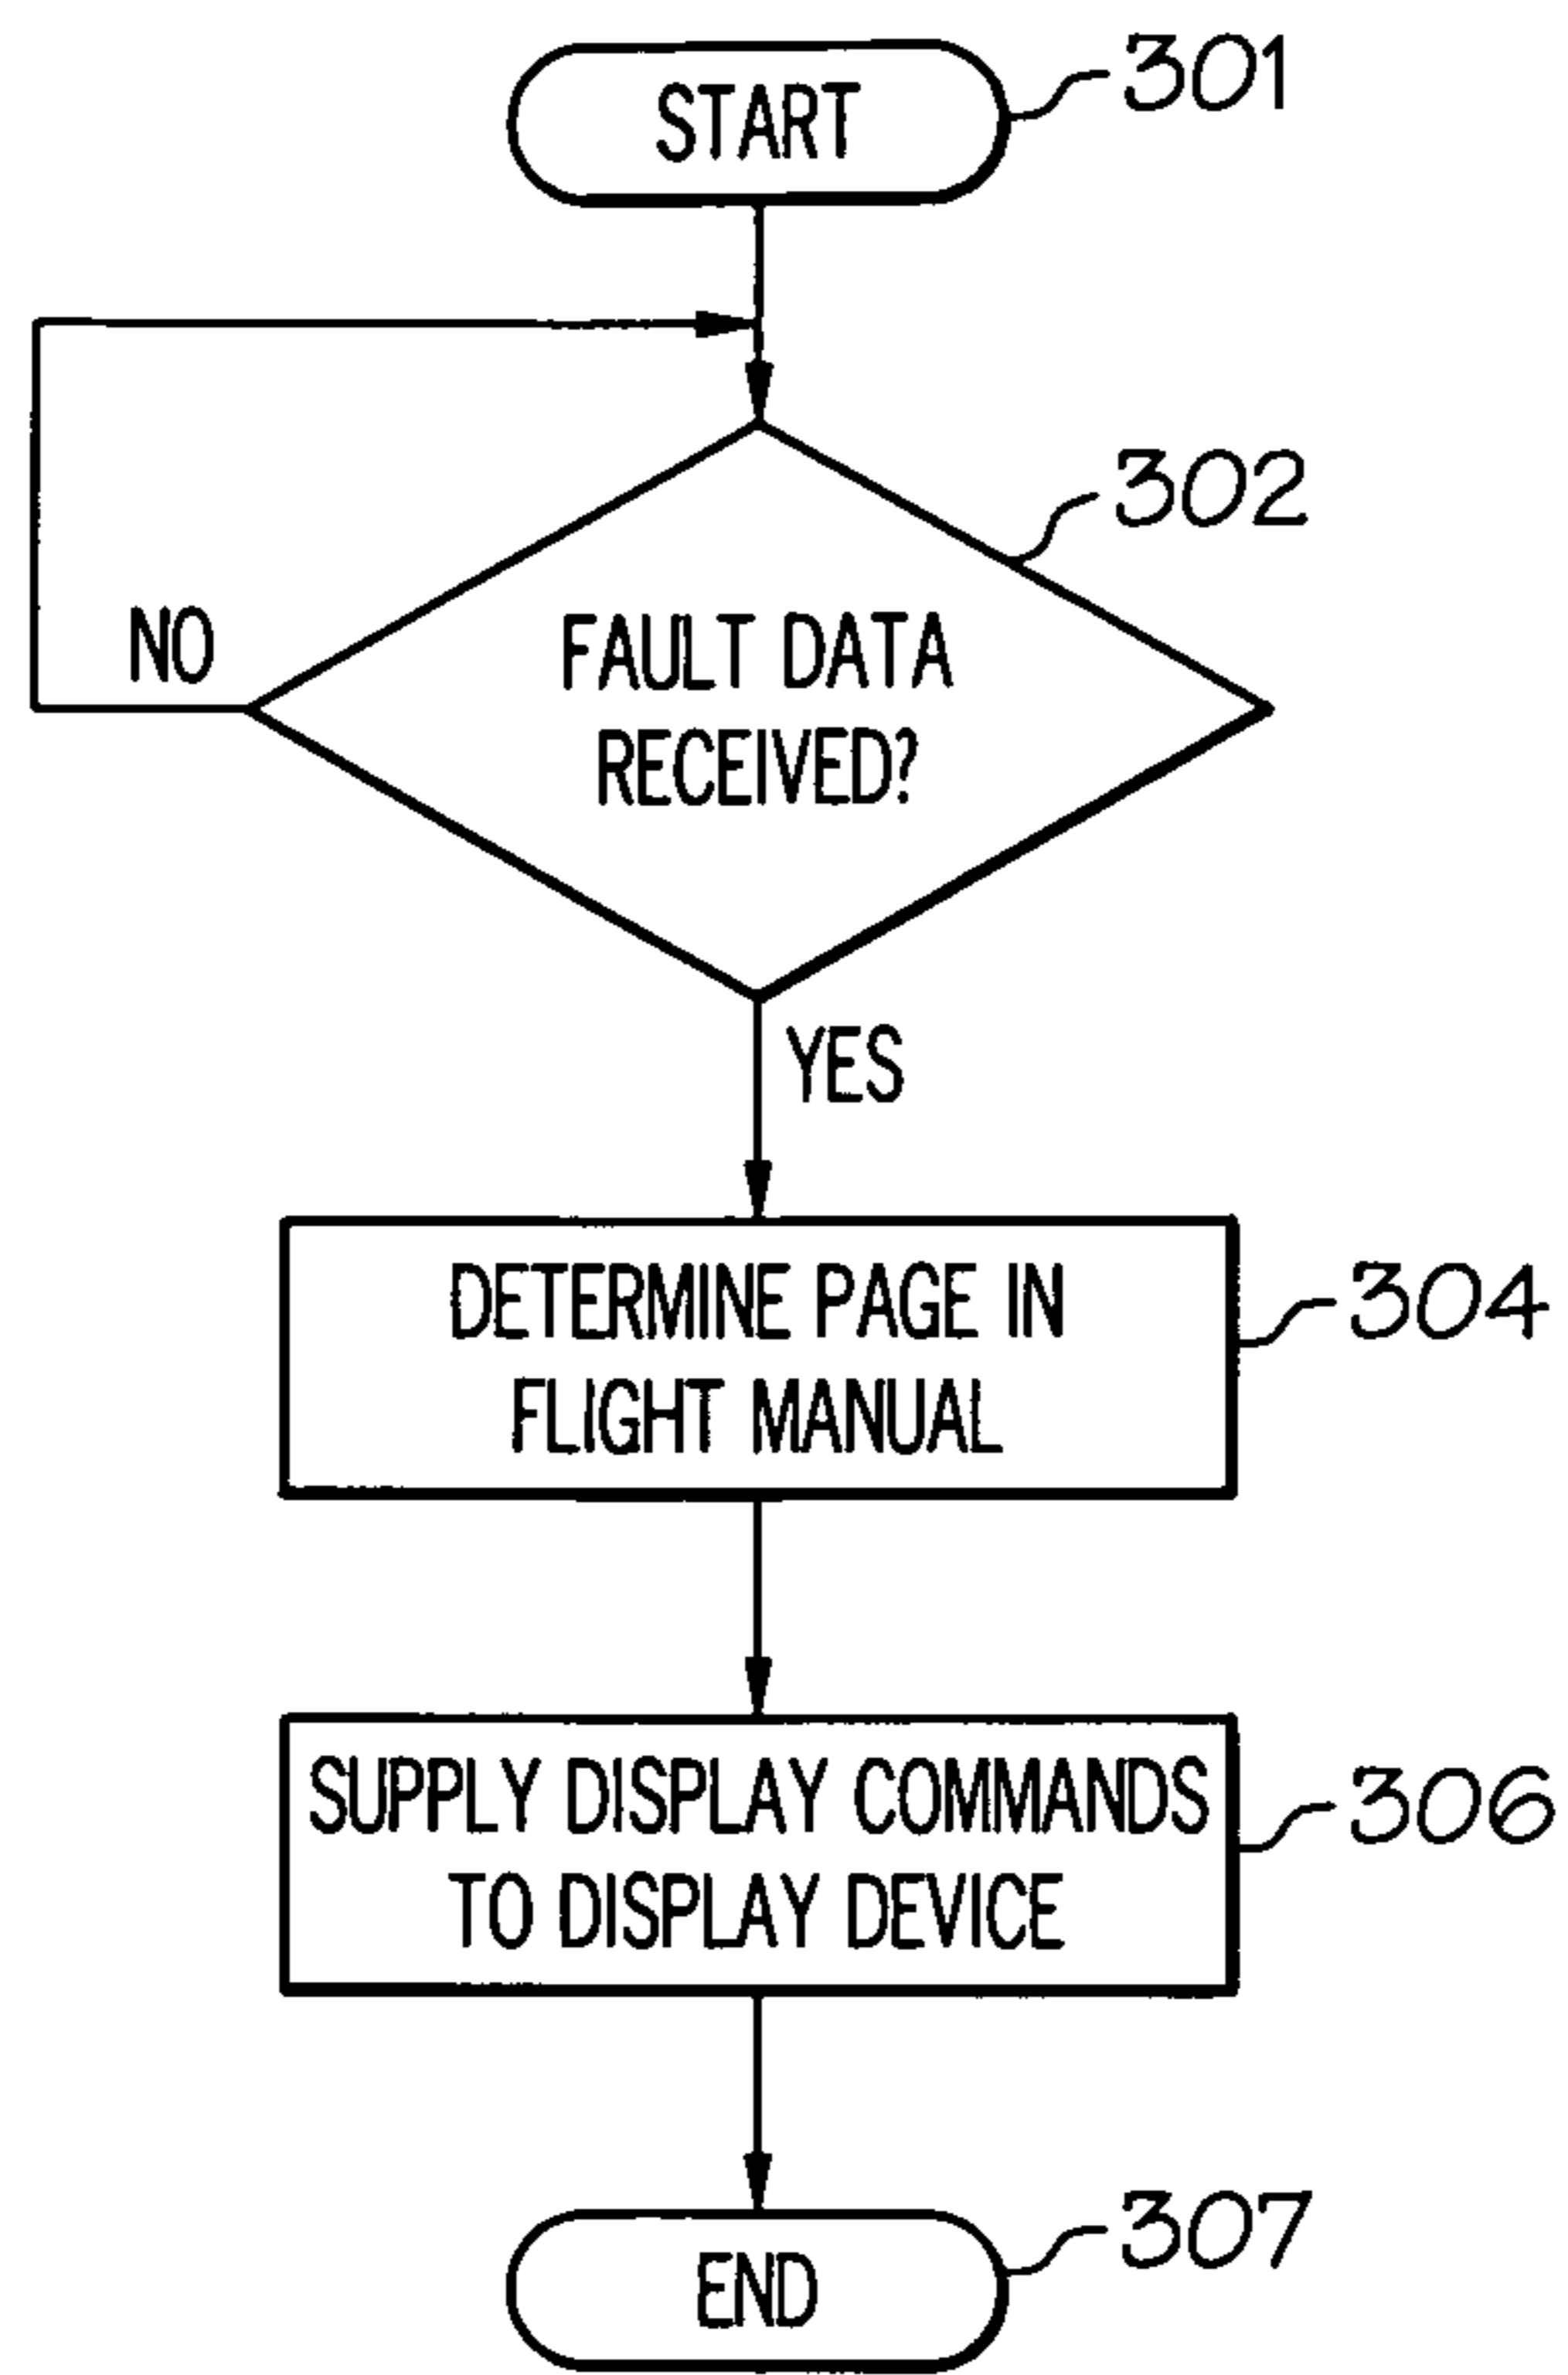 START
301
302
NO
FAULT DATA
RECEIVED?
YES
DETERMINE PAGE IN
FLIGHT MANUAL
304
SUPPLY DISPLAY COMMANDS
TO DISPLAY DEVICE
306
END
307